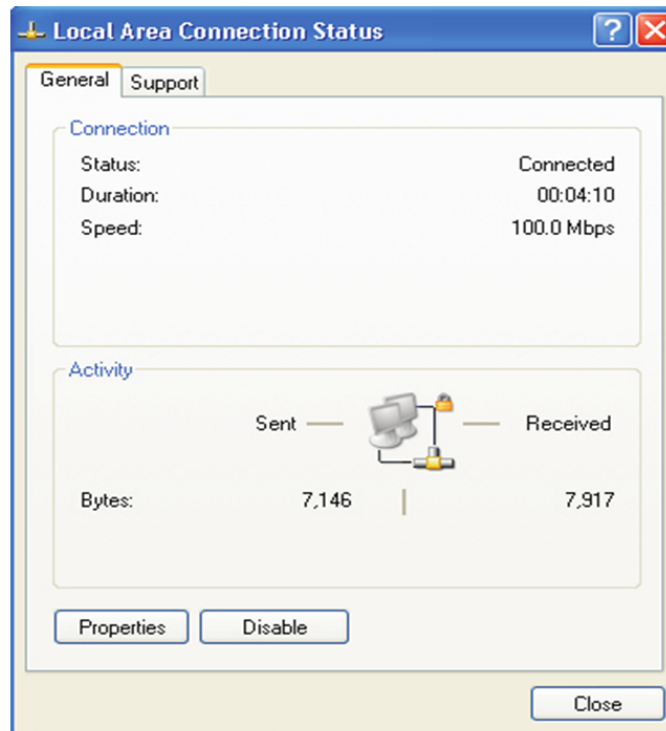 Local Area Connection Status
General Support
Connection
Status: Connected
Duration: 00:04:10
Speed: 100.0 Mbps
Activity
Sent Received
Bytes: 7,146 7,917
Properties Disable
Close